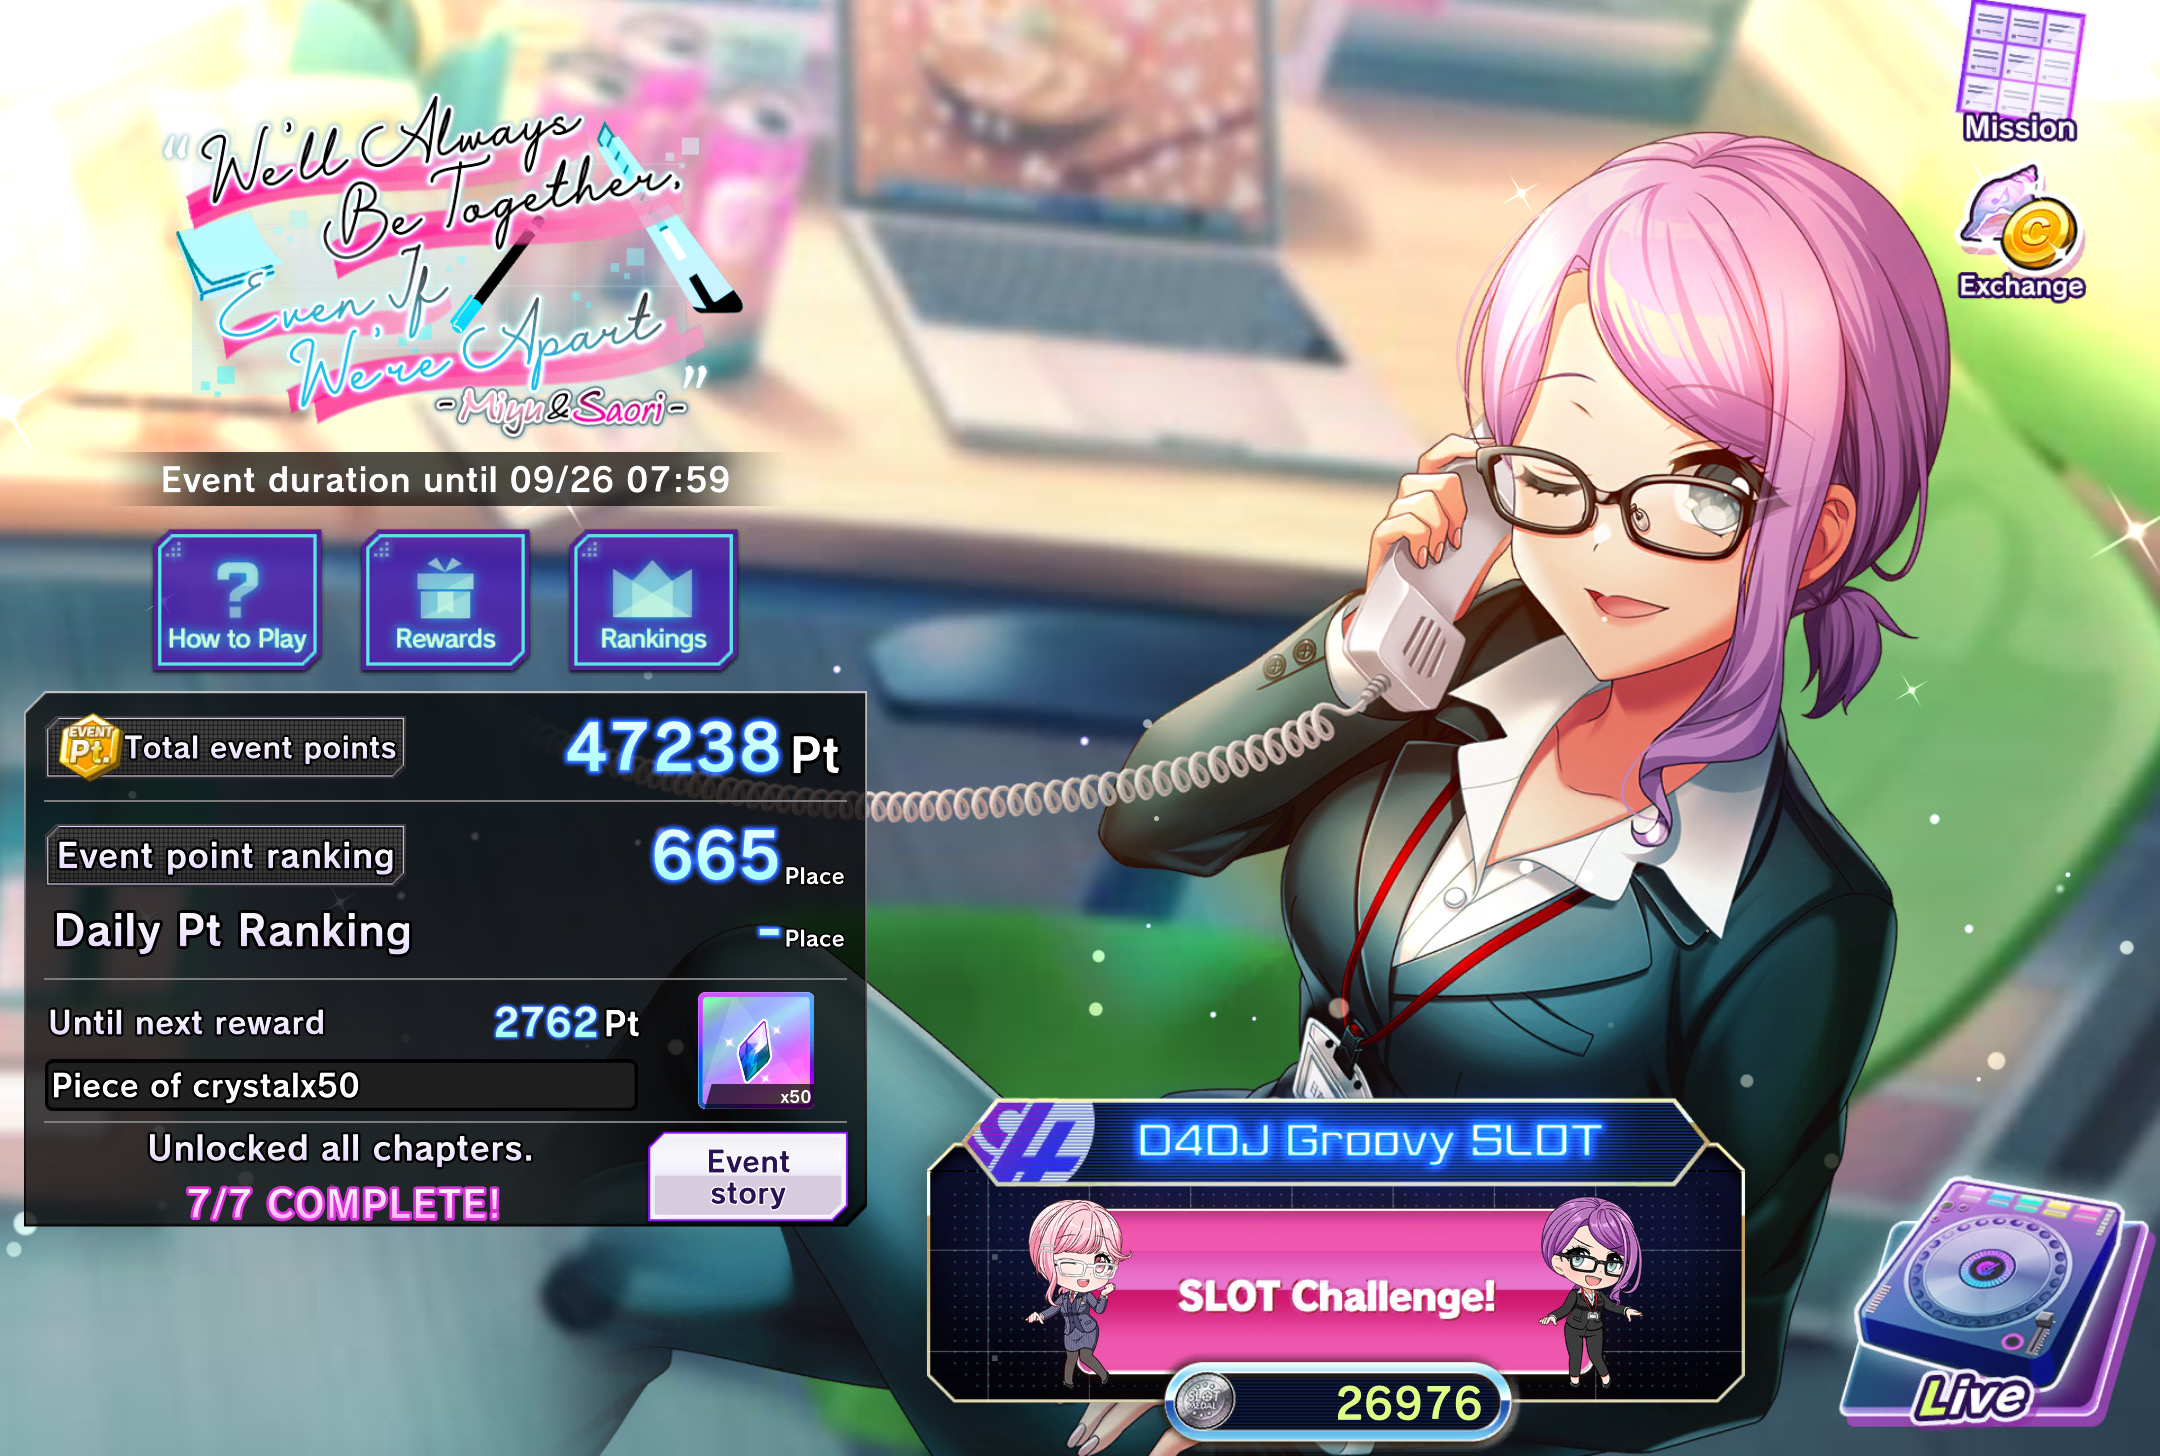 "We'll Always
Be Together,
Even If
We're Apart"
-Miyu&Saori-
Event duration until 09/26 07:59
How to Play
Rewards
Rankings
EVENT
Pt.
Total event points
47238 Pt
Event point ranking
665 Place
Daily Pt Ranking
- Place
Until next reward
2762 Pt
Piece of crystalx50
x50
Unlocked all chapters.
7/7 COMPLETE!
Event
story
Mission
C
Exchange
D4DJ Groovy SLOT
SLOT Challenge!
SLOT
MEDAL
26976
Live